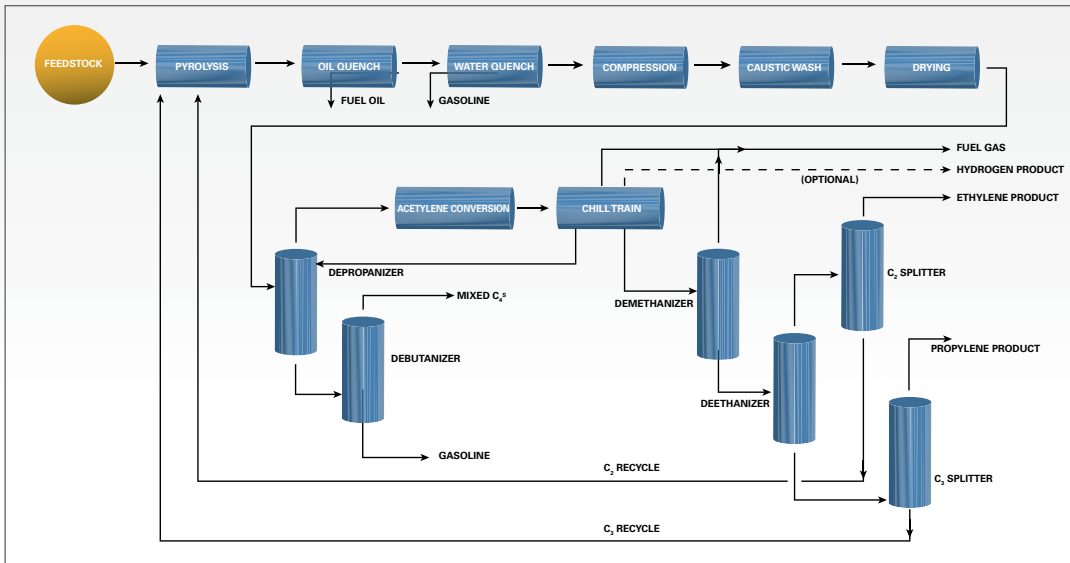 FEEDSTOCK
PYROLYSIS
OIL QUENCH
WATER QUENCH
COMPRESSION
CAUSTIC WASH
DRYING
FUEL OIL
GASOLINE
FUEL GAS
HYDROGEN PRODUCT
(OPTIONAL)
ETHYLENE PRODUCT
ACETYLENE CONVERSION
CHILL TRAIN
DEPROPANIZER
C₂ SPLITTER
MIXED C₄ˢ
DEMETHANIZER
DEBUTANIZER
PROPYLENE PRODUCT
DEETHANIZER
GASOLINE
C₂ RECYCLE
C₃ SPLITTER
C₃ RECYCLE